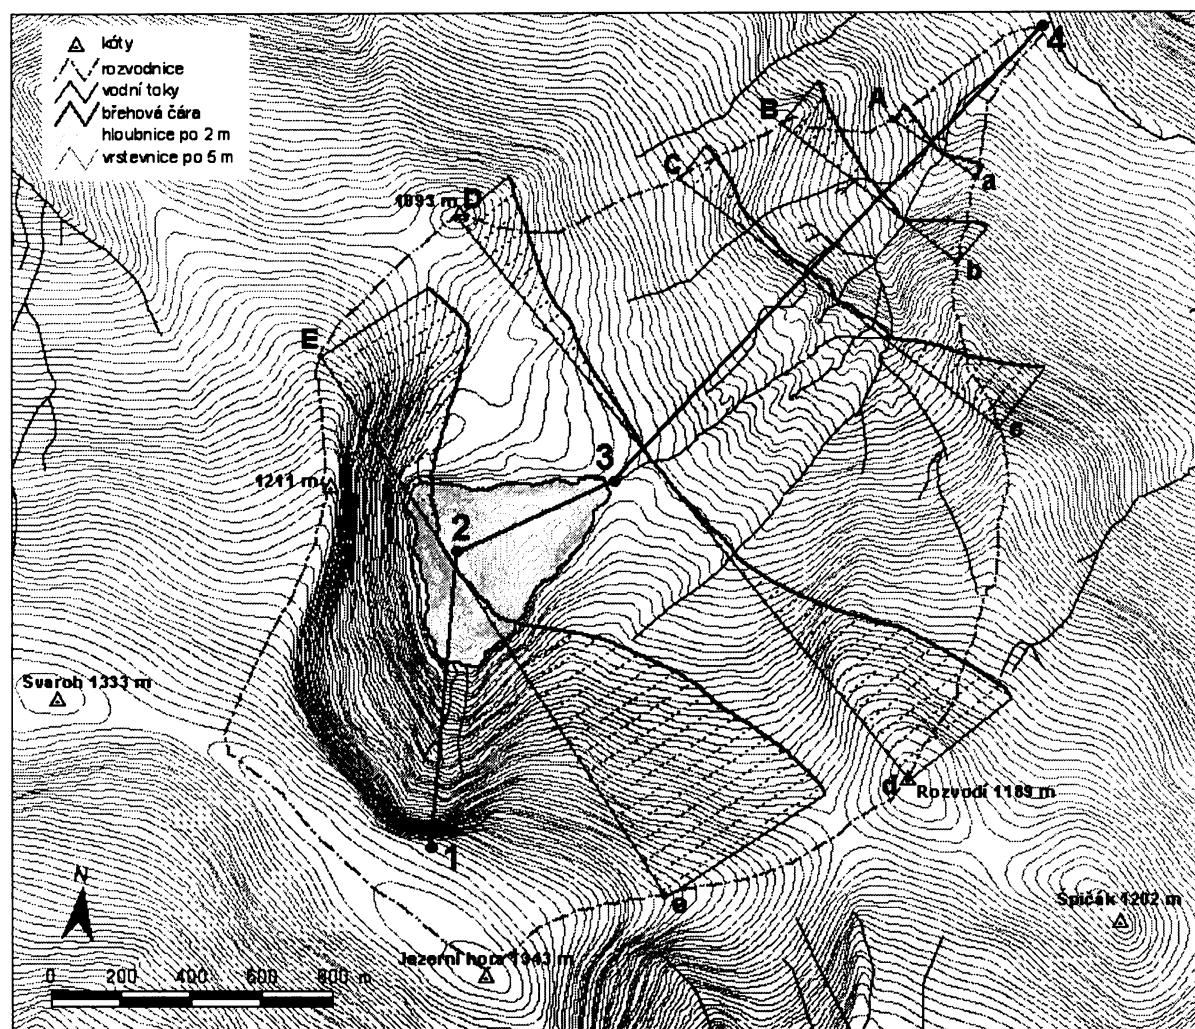 kóty
rozvodnice
vodní toky
břehová čára
hloubnice po 2 m
vrstevnice po 5 m
4
A
B
C
a
D
1093 m
b
E
c
3
1211 m
2
Svaroh 1333 m
d
Rozvodí 1189 m
1
e
N
Špičák 1202 m
Jezerní hora 1343 m
0 200 400 600 800 m